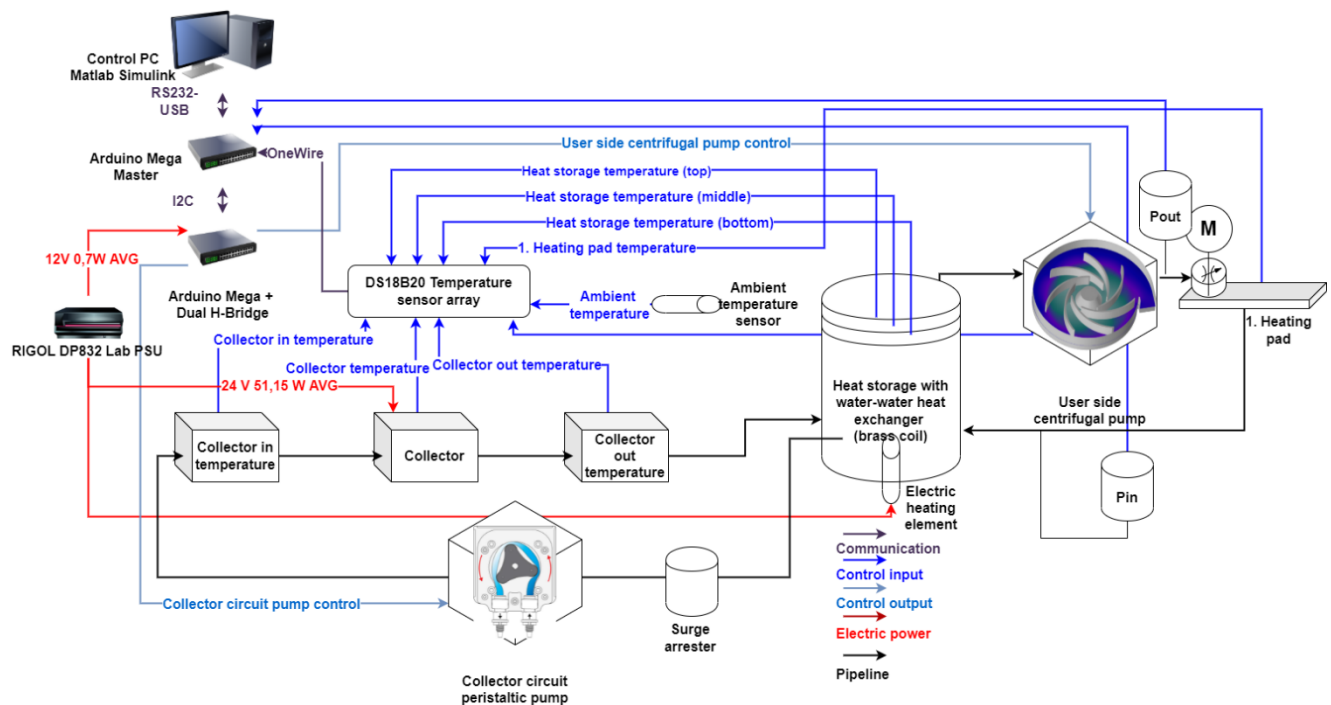 Control PC
Matlab Simulink
RS232-
USB
Arduino Mega
Master
OneWire
I2C
12V 0,7W AVG
Arduino Mega +
Dual H-Bridge
RIGOL DP832 Lab PSU
User side centrifugal pump control
Heat storage temperature (top)
Heat storage temperature (middle)
Heat storage temperature (bottom)
1. Heating pad temperature
DS18B20 Temperature
sensor array
Ambient
temperature
Ambient
temperature
sensor
Pout
M
1. Heating
pad
Collector in
temperature
Collector temperature
Collector out temperature
24 V 51,15 W AVG
Collector in
temperature
Collector
Collector
out
temperature
Heat storage with
water-water heat
exchanger
(brass coil)
User side
centrifugal pump
Pin
Electric
heating
element
Collector circuit pump control
Surge
arrester
Collector circuit
peristaltic pump
Communication
Control input
Control output
Electric power
Pipeline